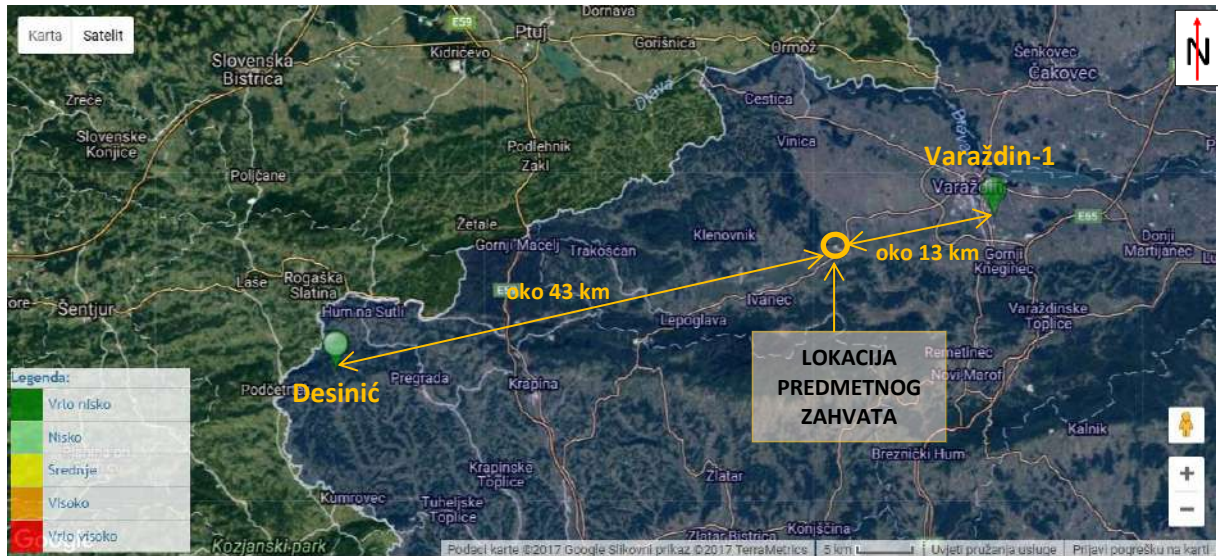 Karta Satelit
N
Dornava
E59
Ptuj
Kidričevo
Gorišnica
Ormož
Šenkovec
Čakovec
Slovenska
Bistrica
Zreče
Drava
Cestica
Slovenske
Konjice
Vinica
Podlehnik
Zakl
Varaždin-1
Poljčane
Varaždin
E65
Žetale
Gornji Macelj
Trakošćan
Klenovnik
oko 13 km
Gornji
Kneginec
Donji
Martijanec
Rogaška
Slatina
Laše
Šentjur
oko 43 km
Ivanec
Varaždinske
Toplice
Hum na Sutli
Lepoglava
LOKACIJA
PREDMETNOG
ZAHVATA
Remetinec
Novi Marof
Desinić
Pregrada
Krapina
Kalnik
Breznički Hum
Legenda:
Vrlo nisko
Nisko
Srednje
Visoko
Vrlo visoko
Krapinske
Toplice
Zlatar
Kumrovec
Tuheljske
Toplice
Zlatar Bistrica
Konjščina
Kozjanski park
+
−
Google
Podaci karte ©2017 Google Slikovni prikaz ©2017 TerraMetrics 5 km Uvjeti pružanja usluge Prijavi pogrešku na karti